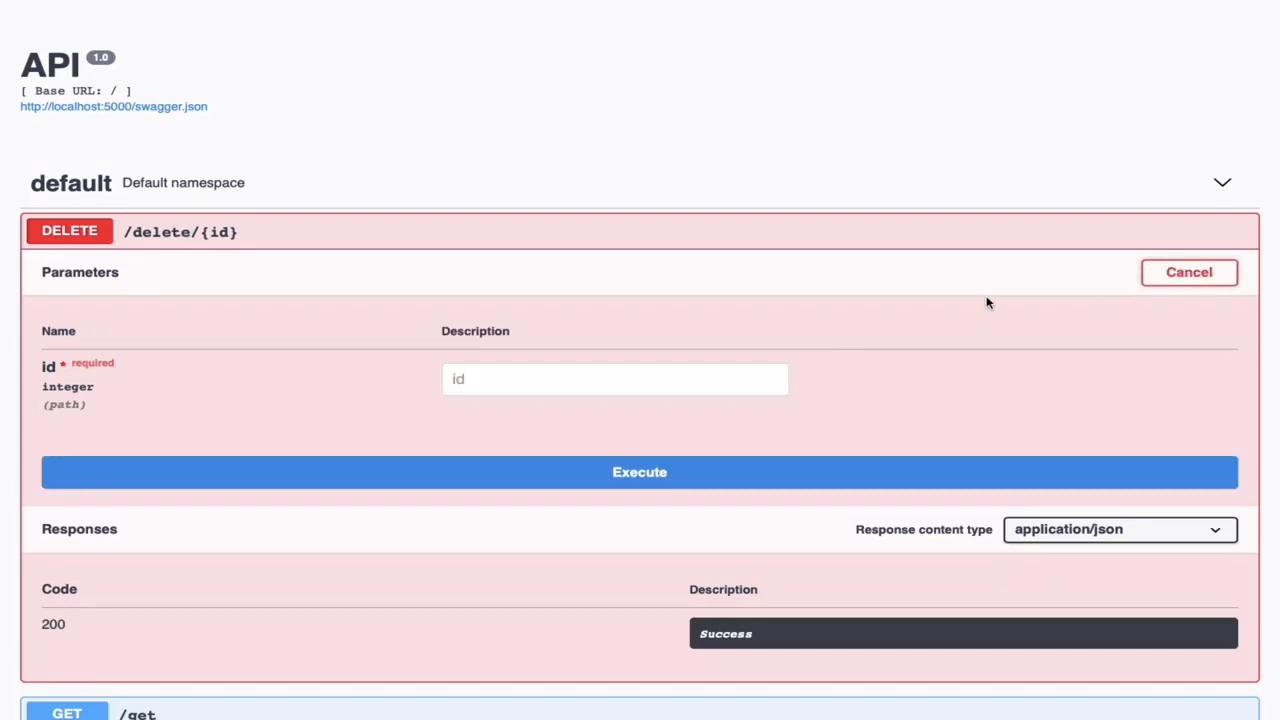 API 1.0
[ Base URL: / ]
http://localhost:5000/swagger.json
default Default namespace
DELETE /delete/{id}
Parameters Cancel
Name Description
id * required
integer
(path)
id
Execute
Responses Response content type application/json
Code Description
200 Success
GET /get